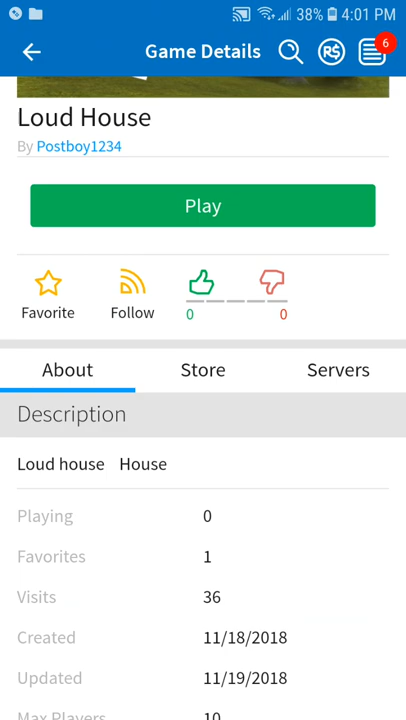 38% 4:01 PM
Game Details R$ 6
Loud House
By Postboy1234
Play
Favorite Follow 0 0
About Store Servers
Description
Loud house House
Playing 0
Favorites 1
Visits 36
Created 11/18/2018
Updated 11/19/2018
Max Players 10